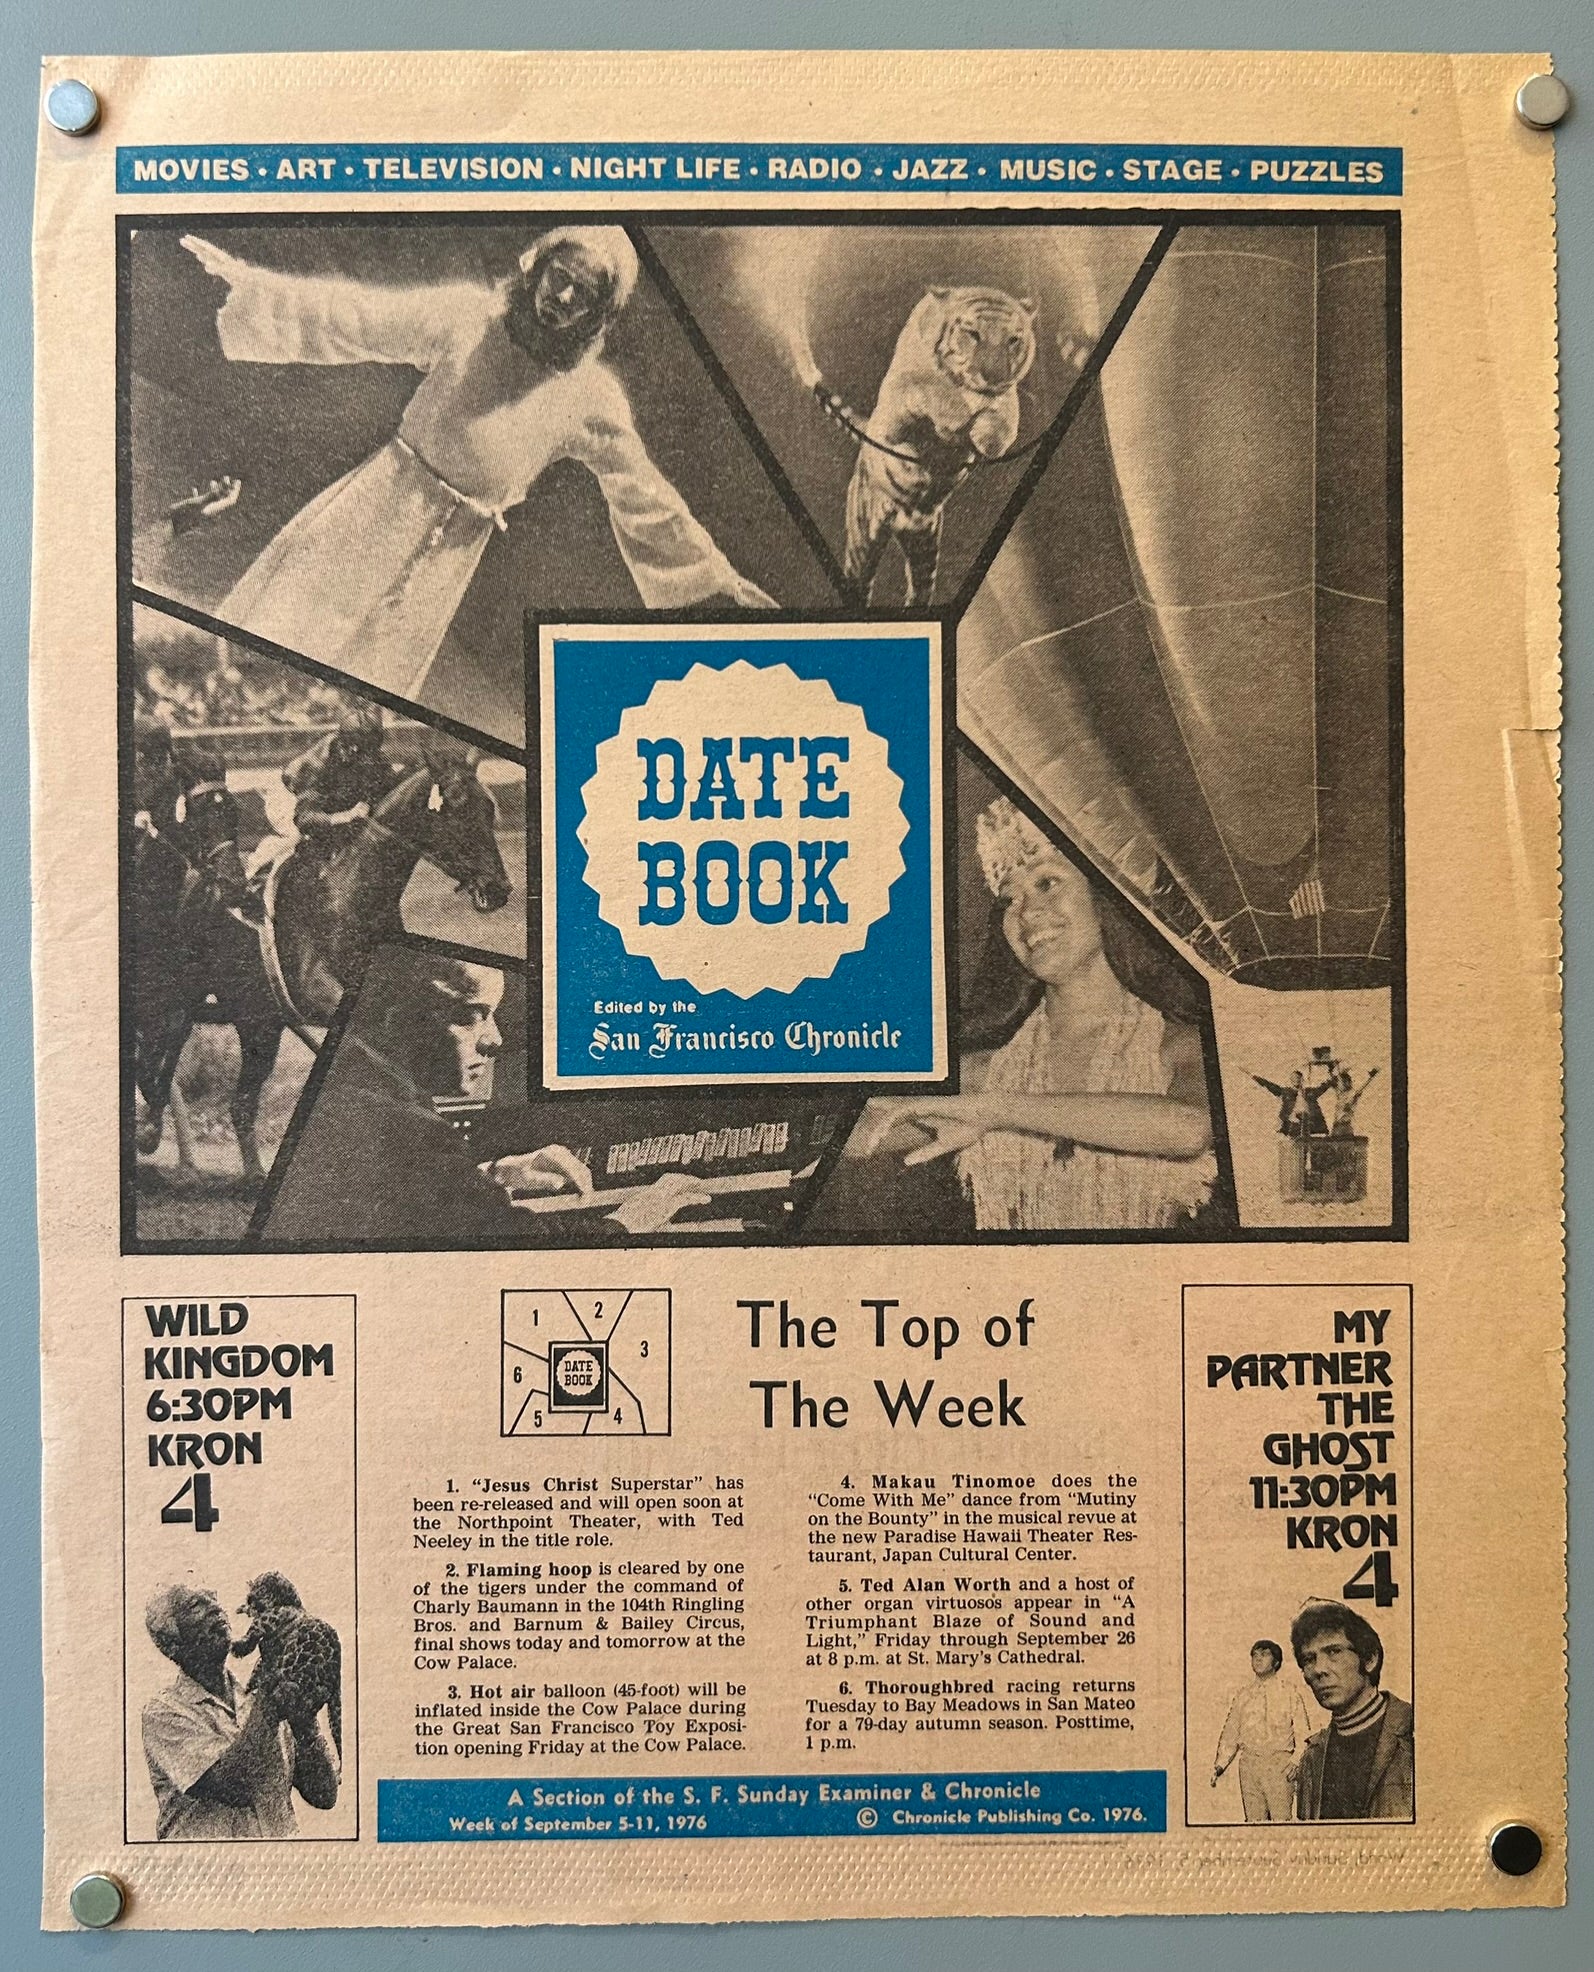 MOVIES · ART · TELEVISION · NIGHT LIFE · RADIO · JAZZ · MUSIC · STAGE · PUZZLES
DATE
BOOK
Edited by the
San Francisco Chronicle
WILD
KINGDOM
6:30PM
KRON
4
1
2
3
6
5
4
DATE
BOOK
The Top of
The Week
1. “Jesus Christ Superstar” has
been re-released and will open soon at
the Northpoint Theater, with Ted
Neeley in the title role.
2. Flaming hoop is cleared by one
of the tigers under the command of
Charly Baumann in the 104th Ringling
Bros. and Barnum & Bailey Circus,
final shows today and tomorrow at the
Cow Palace.
3. Hot air balloon (45-foot) will be
inflated inside the Cow Palace during
the Great San Francisco Toy Exposi-
tion opening Friday at the Cow Palace.
4. Makau Tinomoe does the
“Come With Me” dance from “Mutiny
on the Bounty” in the musical revue at
the new Paradise Hawaii Theater Res-
taurant, Japan Cultural Center.
5. Ted Alan Worth and a host of
other organ virtuosos appear in “A
Triumphant Blaze of Sound and
Light,” Friday through September 26
at 8 p.m. at St. Mary’s Cathedral.
6. Thoroughbred racing returns
Tuesday to Bay Meadows in San Mateo
for a 79-day autumn season. Posttime,
1 p.m.
MY
PARTNER
THE
GHOST
11:30PM
KRON
4
A Section of the S. F. Sunday Examiner & Chronicle
Week of September 5-11, 1976
© Chronicle Publishing Co. 1976.